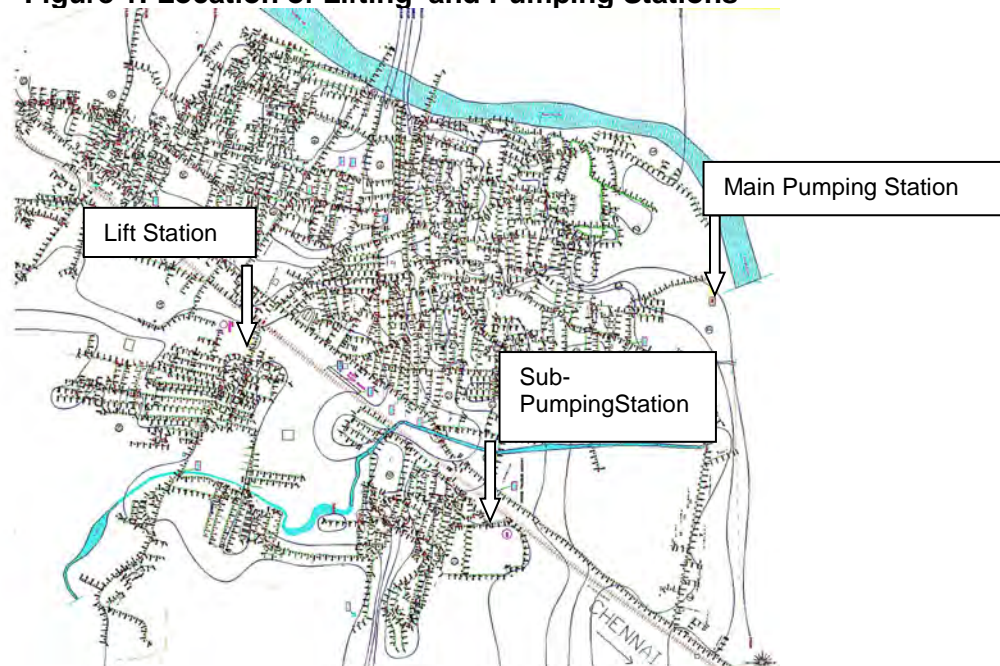 Figure 1: Location of Lifting and Pumping Stations
Main Pumping Station
Lift Station
Sub-
PumpingStation
CHENNAI